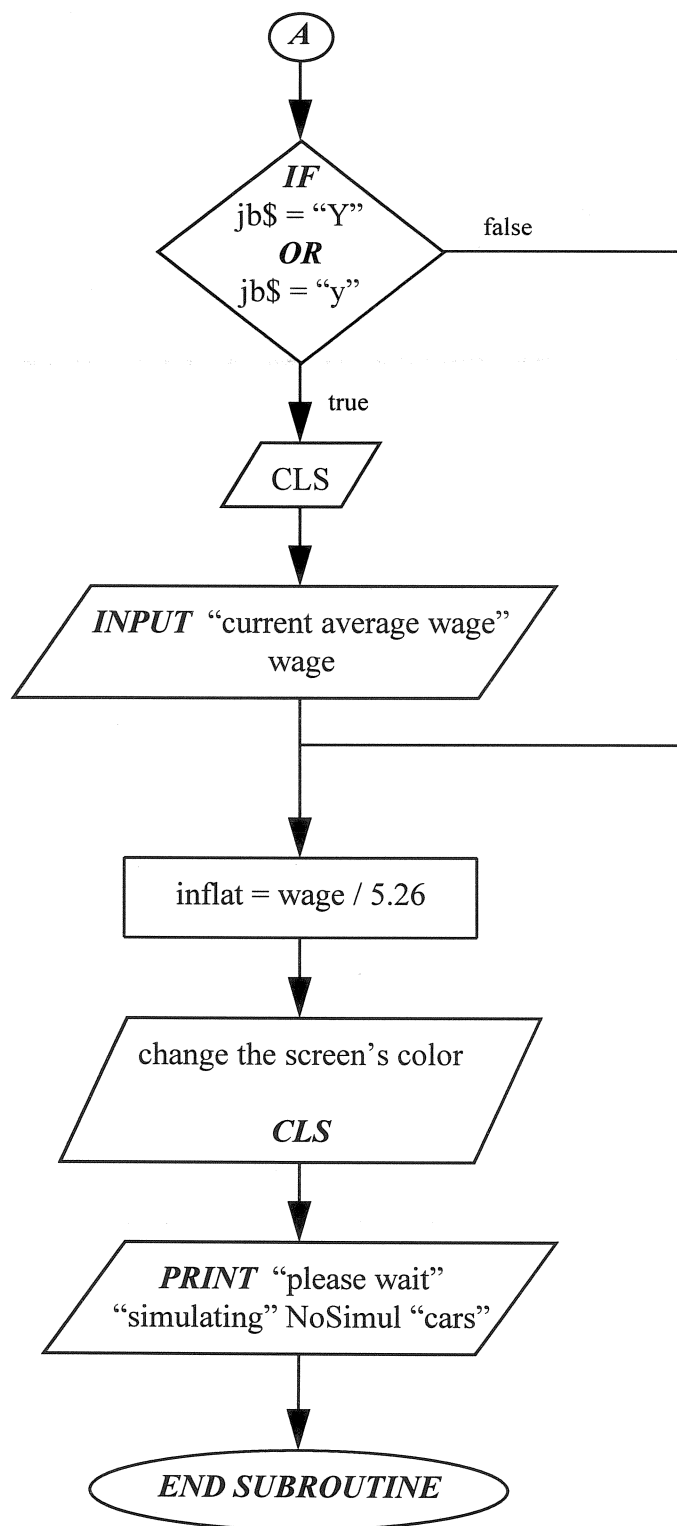 A
IF
jb$ = “Y”
OR
jb$ = “y”
false
true
CLS
INPUT “current average wage”
wage
inflat = wage / 5.26
change the screen’s color
CLS
PRINT “please wait”
“simulating” NoSimul “cars”
END SUBROUTINE